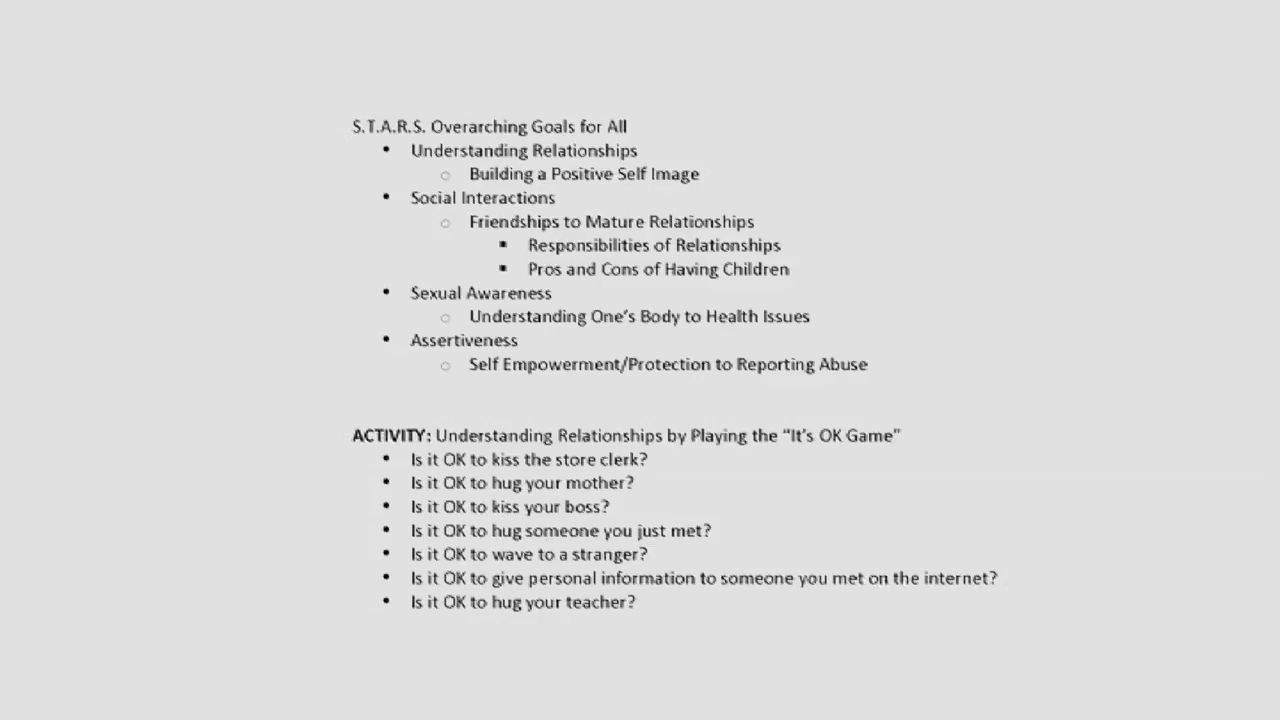 S.T.A.R.S. Overarching Goals for All
• Understanding Relationships
○ Building a Positive Self Image
• Social Interactions
○ Friendships to Mature Relationships
▪ Responsibilities of Relationships
▪ Pros and Cons of Having Children
• Sexual Awareness
○ Understanding One's Body to Health Issues
• Assertiveness
○ Self Empowerment/Protection to Reporting Abuse
ACTIVITY: Understanding Relationships by Playing the “It's OK Game”
• Is it OK to kiss the store clerk?
• Is it OK to hug your mother?
• Is it OK to kiss your boss?
• Is it OK to hug someone you just met?
• Is it OK to wave to a stranger?
• Is it OK to give personal information to someone you met on the internet?
• Is it OK to hug your teacher?